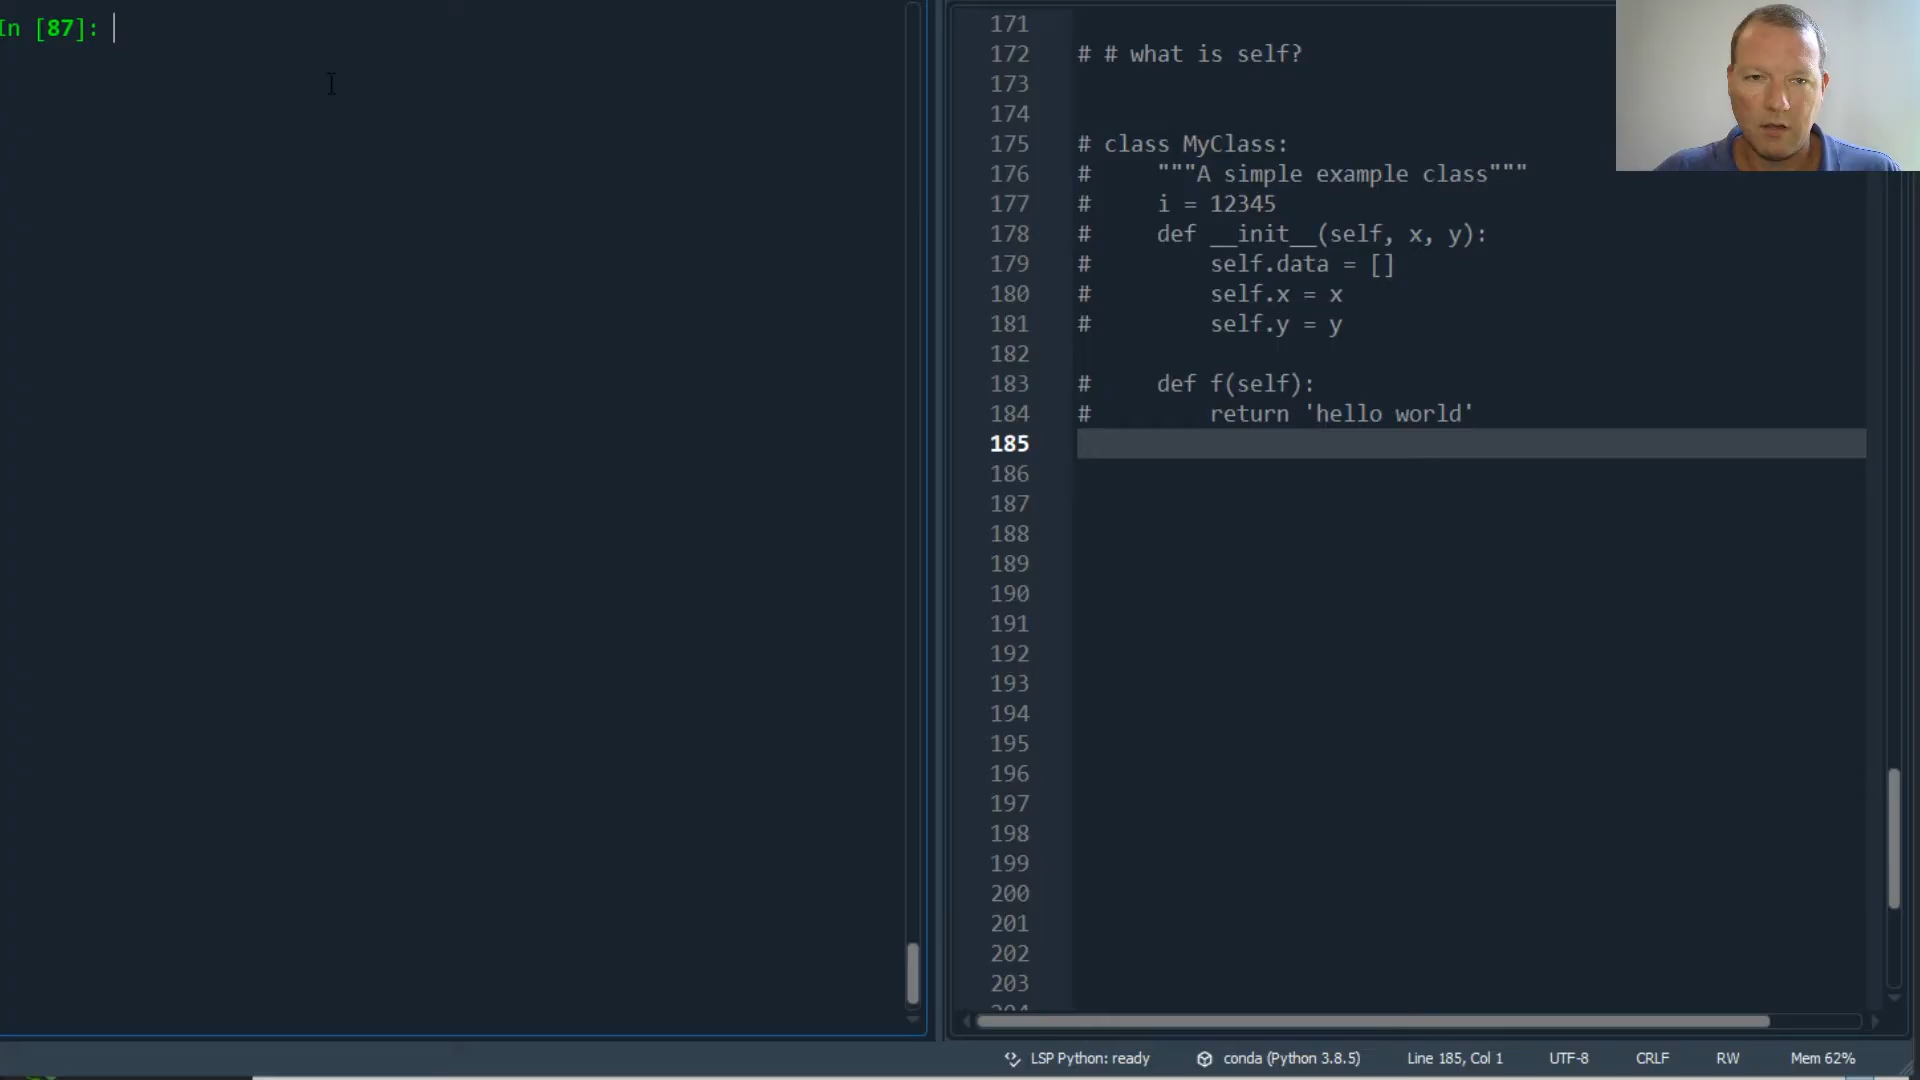 In [87]:
171
172 # # what is self?
173
174
175 # class MyClass:
176 #     """A simple example class"""
177 #     i = 12345
178 #     def __init__(self, x, y):
179 #         self.data = []
180 #         self.x = x
181 #         self.y = y
182
183 #     def f(self):
184 #         return 'hello world'
185
186
187
188
189
190
191
192
193
194
195
196
197
198
199
200
201
202
203
204
LSP Python: ready conda (Python 3.8.5) Line 185, Col 1 UTF-8 CRLF RW Mem 62%